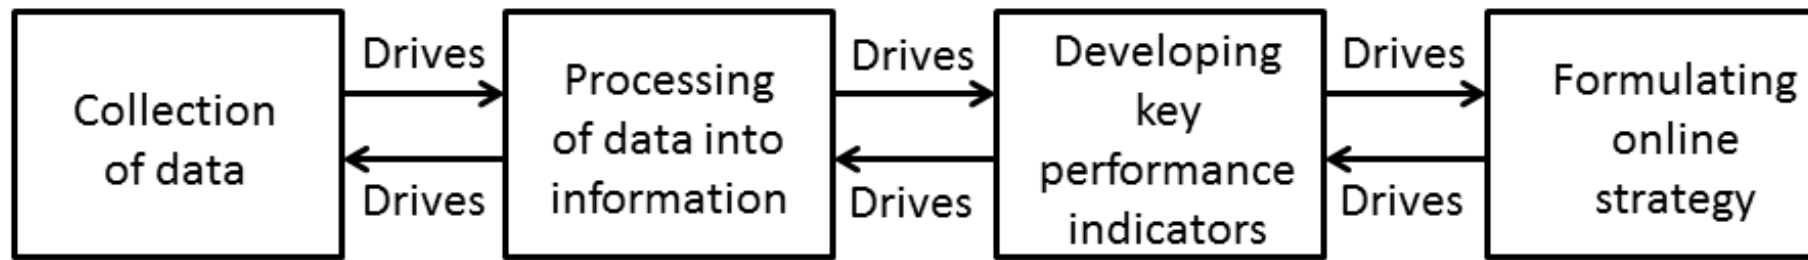 Collection
of data
Drives
Drives
Processing
of data into
information
Drives
Drives
Developing
key
performance
indicators
Drives
Drives
Formulating
online
strategy